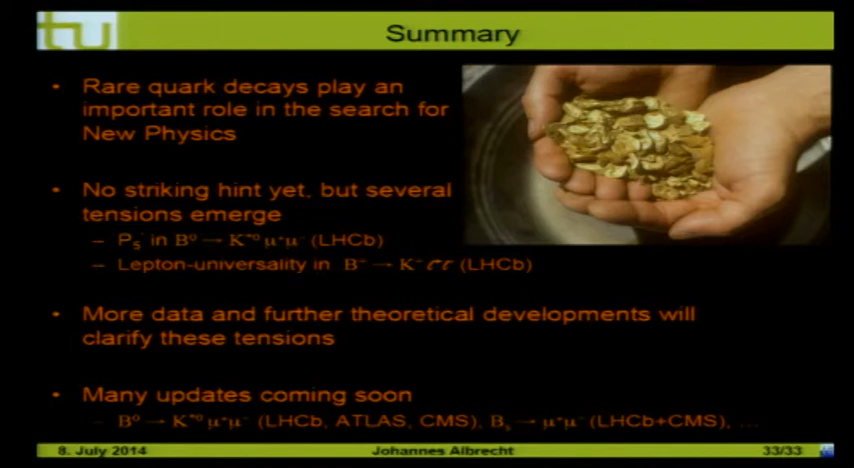 tu
Summary
• Rare quark decays play an
important role in the search for
New Physics
• No striking hint yet, but several
tensions emerge
– P₅' in B⁰ → K*⁰ μ⁺μ⁻ (LHCb)
– Lepton-universality in B⁺ → K⁺ ℓℓ (LHCb)
• More data and further theoretical developments will
clarify these tensions
• Many updates coming soon
– B⁰ → K*⁰ μ⁺μ⁻ (LHCb, ATLAS, CMS), Bₛ → μ⁺μ⁻ (LHCb+CMS), ...
8. July 2014
Johannes Albrecht
33/33